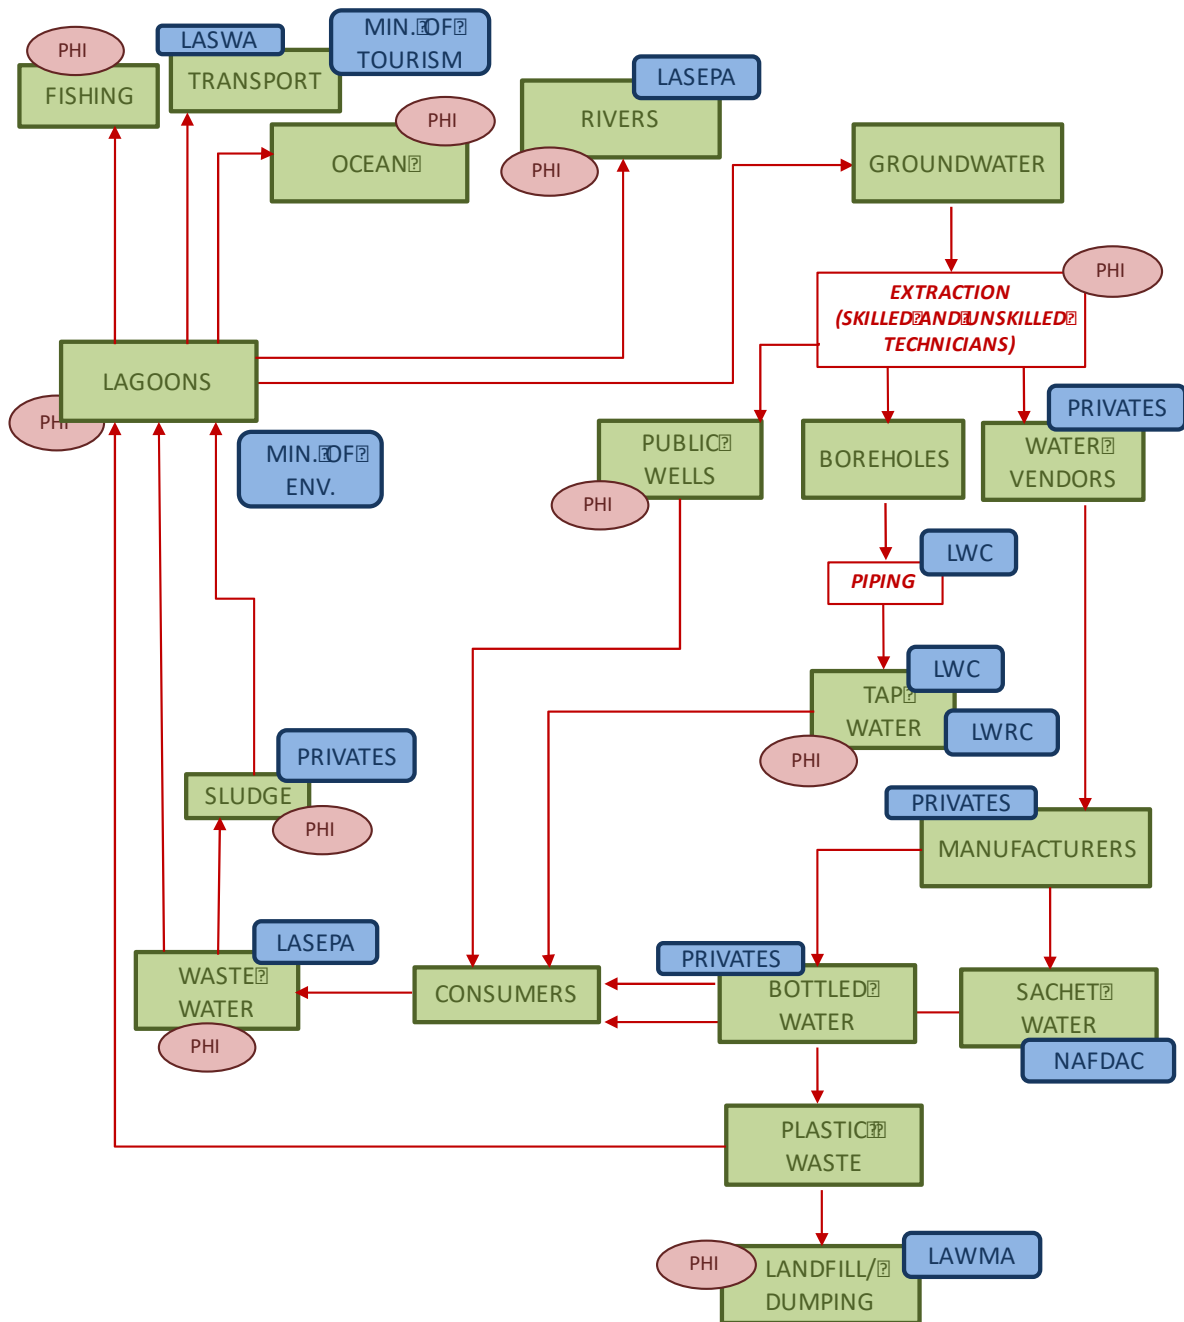 PHI
FISHING
LASWA
TRANSPORT
MIN.⍰OF⍰
TOURISM
PHI
OCEAN⍰
LASEPA
RIVERS
PHI
GROUNDWATER
PHI
EXTRACTION
(SKILLED⍰AND⍰UNSKILLED⍰
TECHNICIANS)
LAGOONS
PHI
MIN.⍰OF⍰
ENV.
PUBLIC⍰
WELLS
PHI
BOREHOLES
PRIVATES
WATER⍰
VENDORS
LWC
PIPING
LWC
TAP⍰
WATER
LWRC
PHI
PRIVATES
SLUDGE
PHI
PRIVATES
MANUFACTURERS
LASEPA
WASTE⍰
WATER
PHI
CONSUMERS
PRIVATES
BOTTLED⍰
WATER
SACHET⍰
WATER
NAFDAC
PLASTIC⍰⍰
WASTE
PHI
LANDFILL/⍰
DUMPING
LAWMA